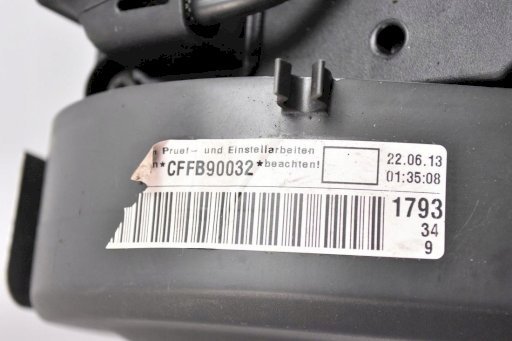 Pruef- und Einstellarbeiten
*CFFB90032*beachten!
22.06.13
01:35:08
1793
34
9